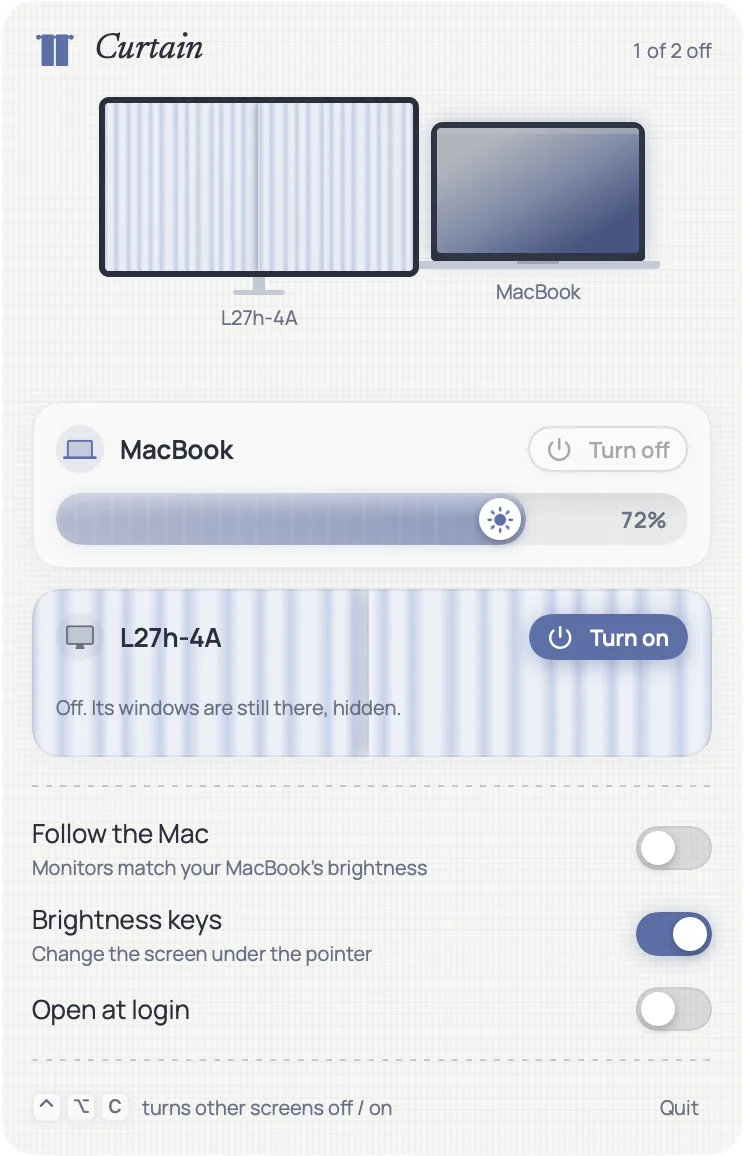 Curtain
1 of 2 off
L27h-4A
MacBook
MacBook
Turn off
72%
L27h-4A
Turn on
Off. Its windows are still there, hidden.
Follow the Mac
Monitors match your MacBook's brightness
Brightness keys
Change the screen under the pointer
Open at login
⌃ ⌥ C turns other screens off / on
Quit